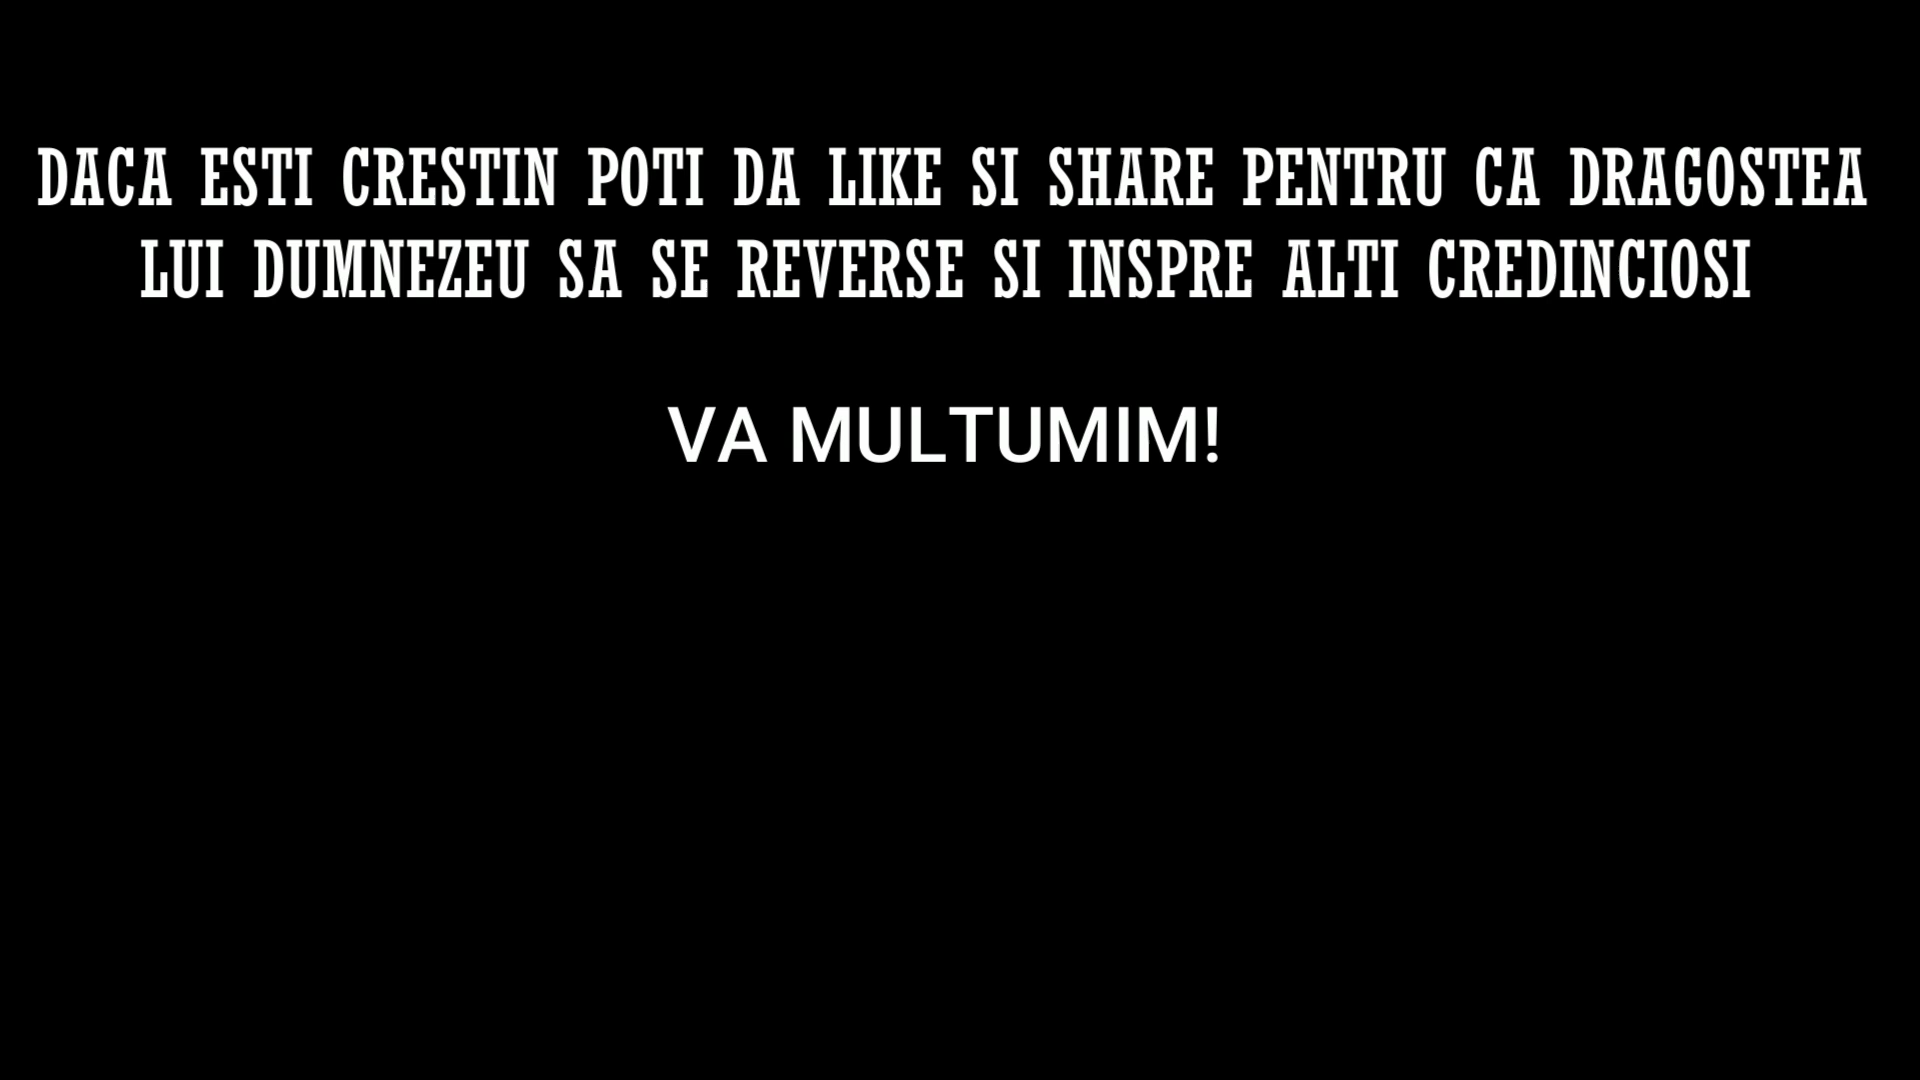 DACA ESTI CRESTIN POTI DA LIKE SI SHARE PENTRU CA DRAGOSTEA
LUI DUMNEZEU SA SE REVERSE SI INSPRE ALTI CREDINCIOSI
VA MULTUMIM!